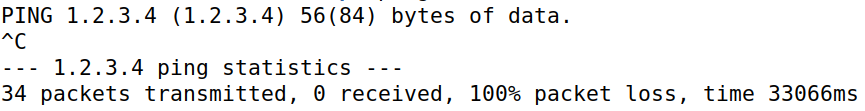 PING 1.2.3.4 (1.2.3.4) 56(84) bytes of data.
^C
--- 1.2.3.4 ping statistics ---
34 packets transmitted, 0 received, 100% packet loss, time 33066ms